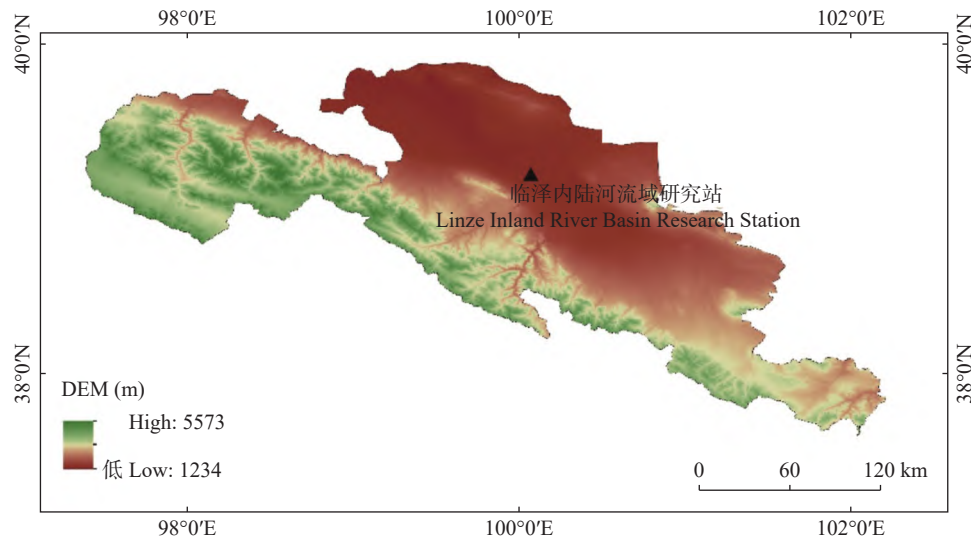 98°0′E 100°0′E 102°0′E
40°0′N 40°0′N
临泽内陆河流域研究站
Linze Inland River Basin Research Station
38°0′N 38°0′N
DEM (m)
High: 5573
低 Low: 1234
0 60 120 km
98°0′E 100°0′E 102°0′E